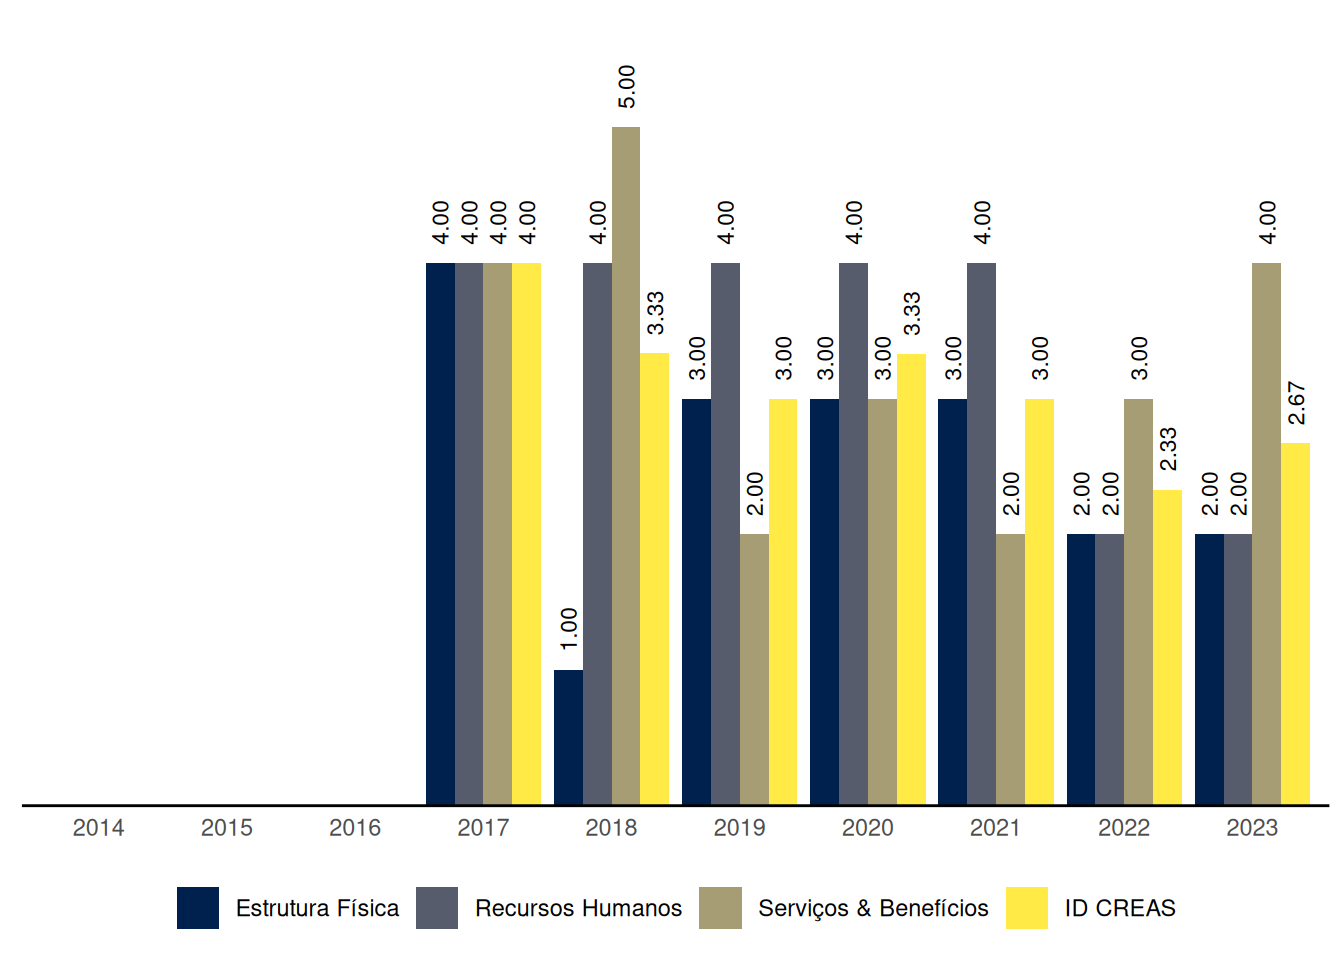 5.00
4.00 4.00 4.00 4.00 4.00 4.00 4.00 4.00 4.00
3.33 3.33
3.00 3.00 3.00 3.00 3.00 3.00 3.00
2.67
2.33
2.00 2.00 2.00 2.00 2.00 2.00
1.00
2014 2015 2016 2017 2018 2019 2020 2021 2022 2023
Estrutura Física Recursos Humanos Serviços & Benefícios ID CREAS